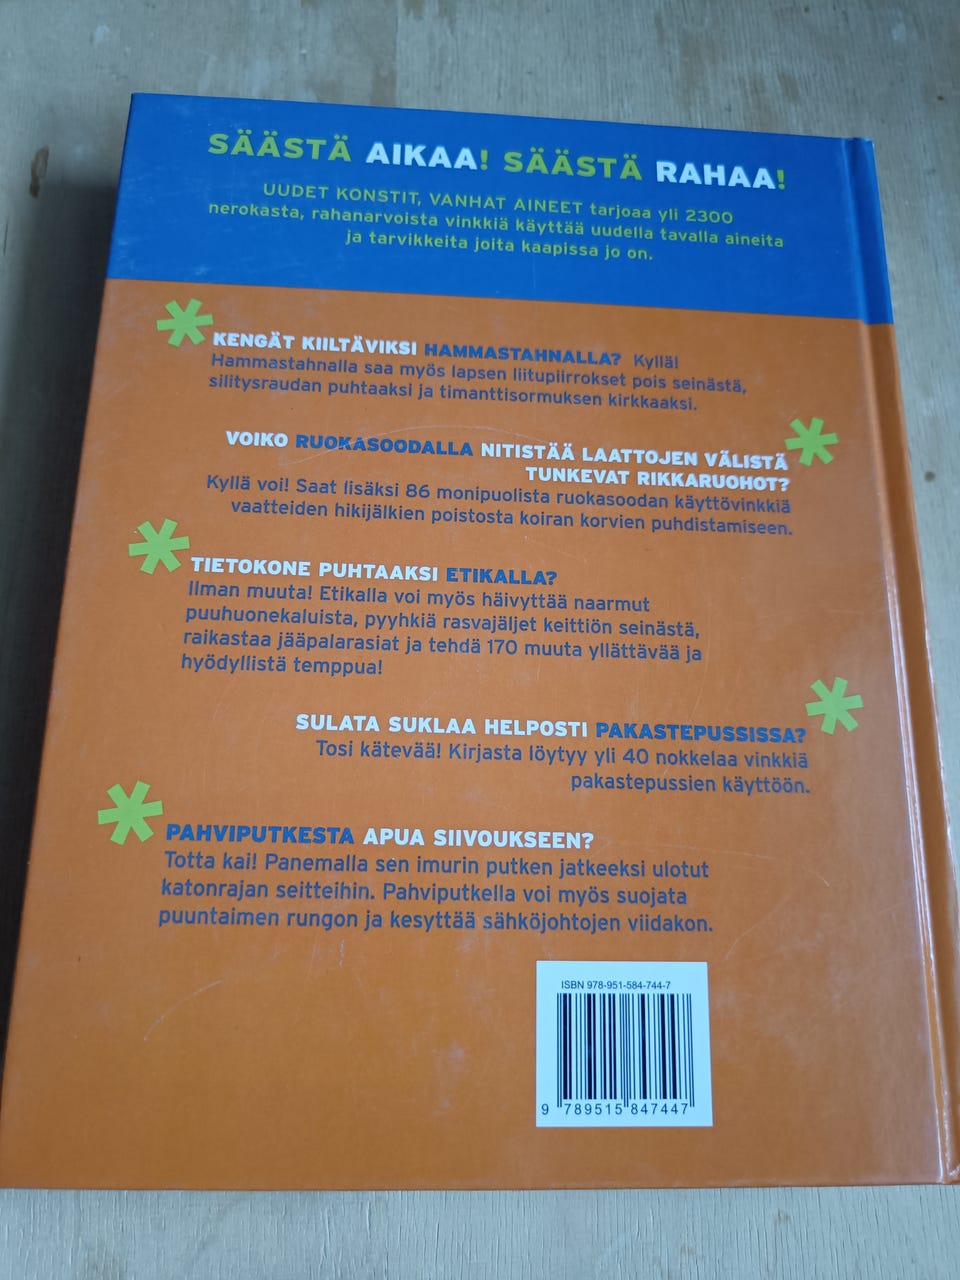 SÄÄSTÄ AIKAA! SÄÄSTÄ RAHAA!
UUDET KONSTIT, VANHAT AINEET tarjoaa yli 2300
nerokasta, rahanarvoista vinkkiä käyttää uudella tavalla aineita
ja tarvikkeita joita kaapissa jo on.
KENGÄT KIILTÄVIKSI HAMMASTAHNALLA? Kyllä!
Hammastahnalla saa myös lapsen liitupiirrokset pois seinästä,
silitysraudan puhtaaksi ja timanttisormuksen kirkkaaksi.
VOIKO RUOKASOODALLA NITISTÄÄ LAATTOJEN VÄLISTÄ
TUNKEVAT RIKKARUOHOT?
Kyllä voi! Saat lisäksi 86 monipuolista ruokasoodan käyttövinkkiä
vaatteiden hikijälkien poistosta koiran korvien puhdistamiseen.
TIETOKONE PUHTAAKSI ETIKALLA?
Ilman muuta! Etikalla voi myös häivyttää naarmut
puuhuonekaluista, pyyhkiä rasvajäljet keittiön seinästä,
raikastaa jääpalarasiat ja tehdä 170 muuta yllättävää ja
hyödyllistä temppua!
SULATA SUKLAA HELPOSTI PAKASTEPUSSISSA?
Tosi kätevää! Kirjasta löytyy yli 40 nokkelaa vinkkiä
pakastepussien käyttöön.
PAHVIPUTKESTA APUA SIIVOUKSEEN?
Totta kai! Panemalla sen imurin putken jatkeeksi ulotut
katonrajan seitteihin. Pahviputkella voi myös suojata
puuntaimen rungon ja kesyttää sähköjohtojen viidakon.
ISBN 978-951-584-744-7
9 789515 847447